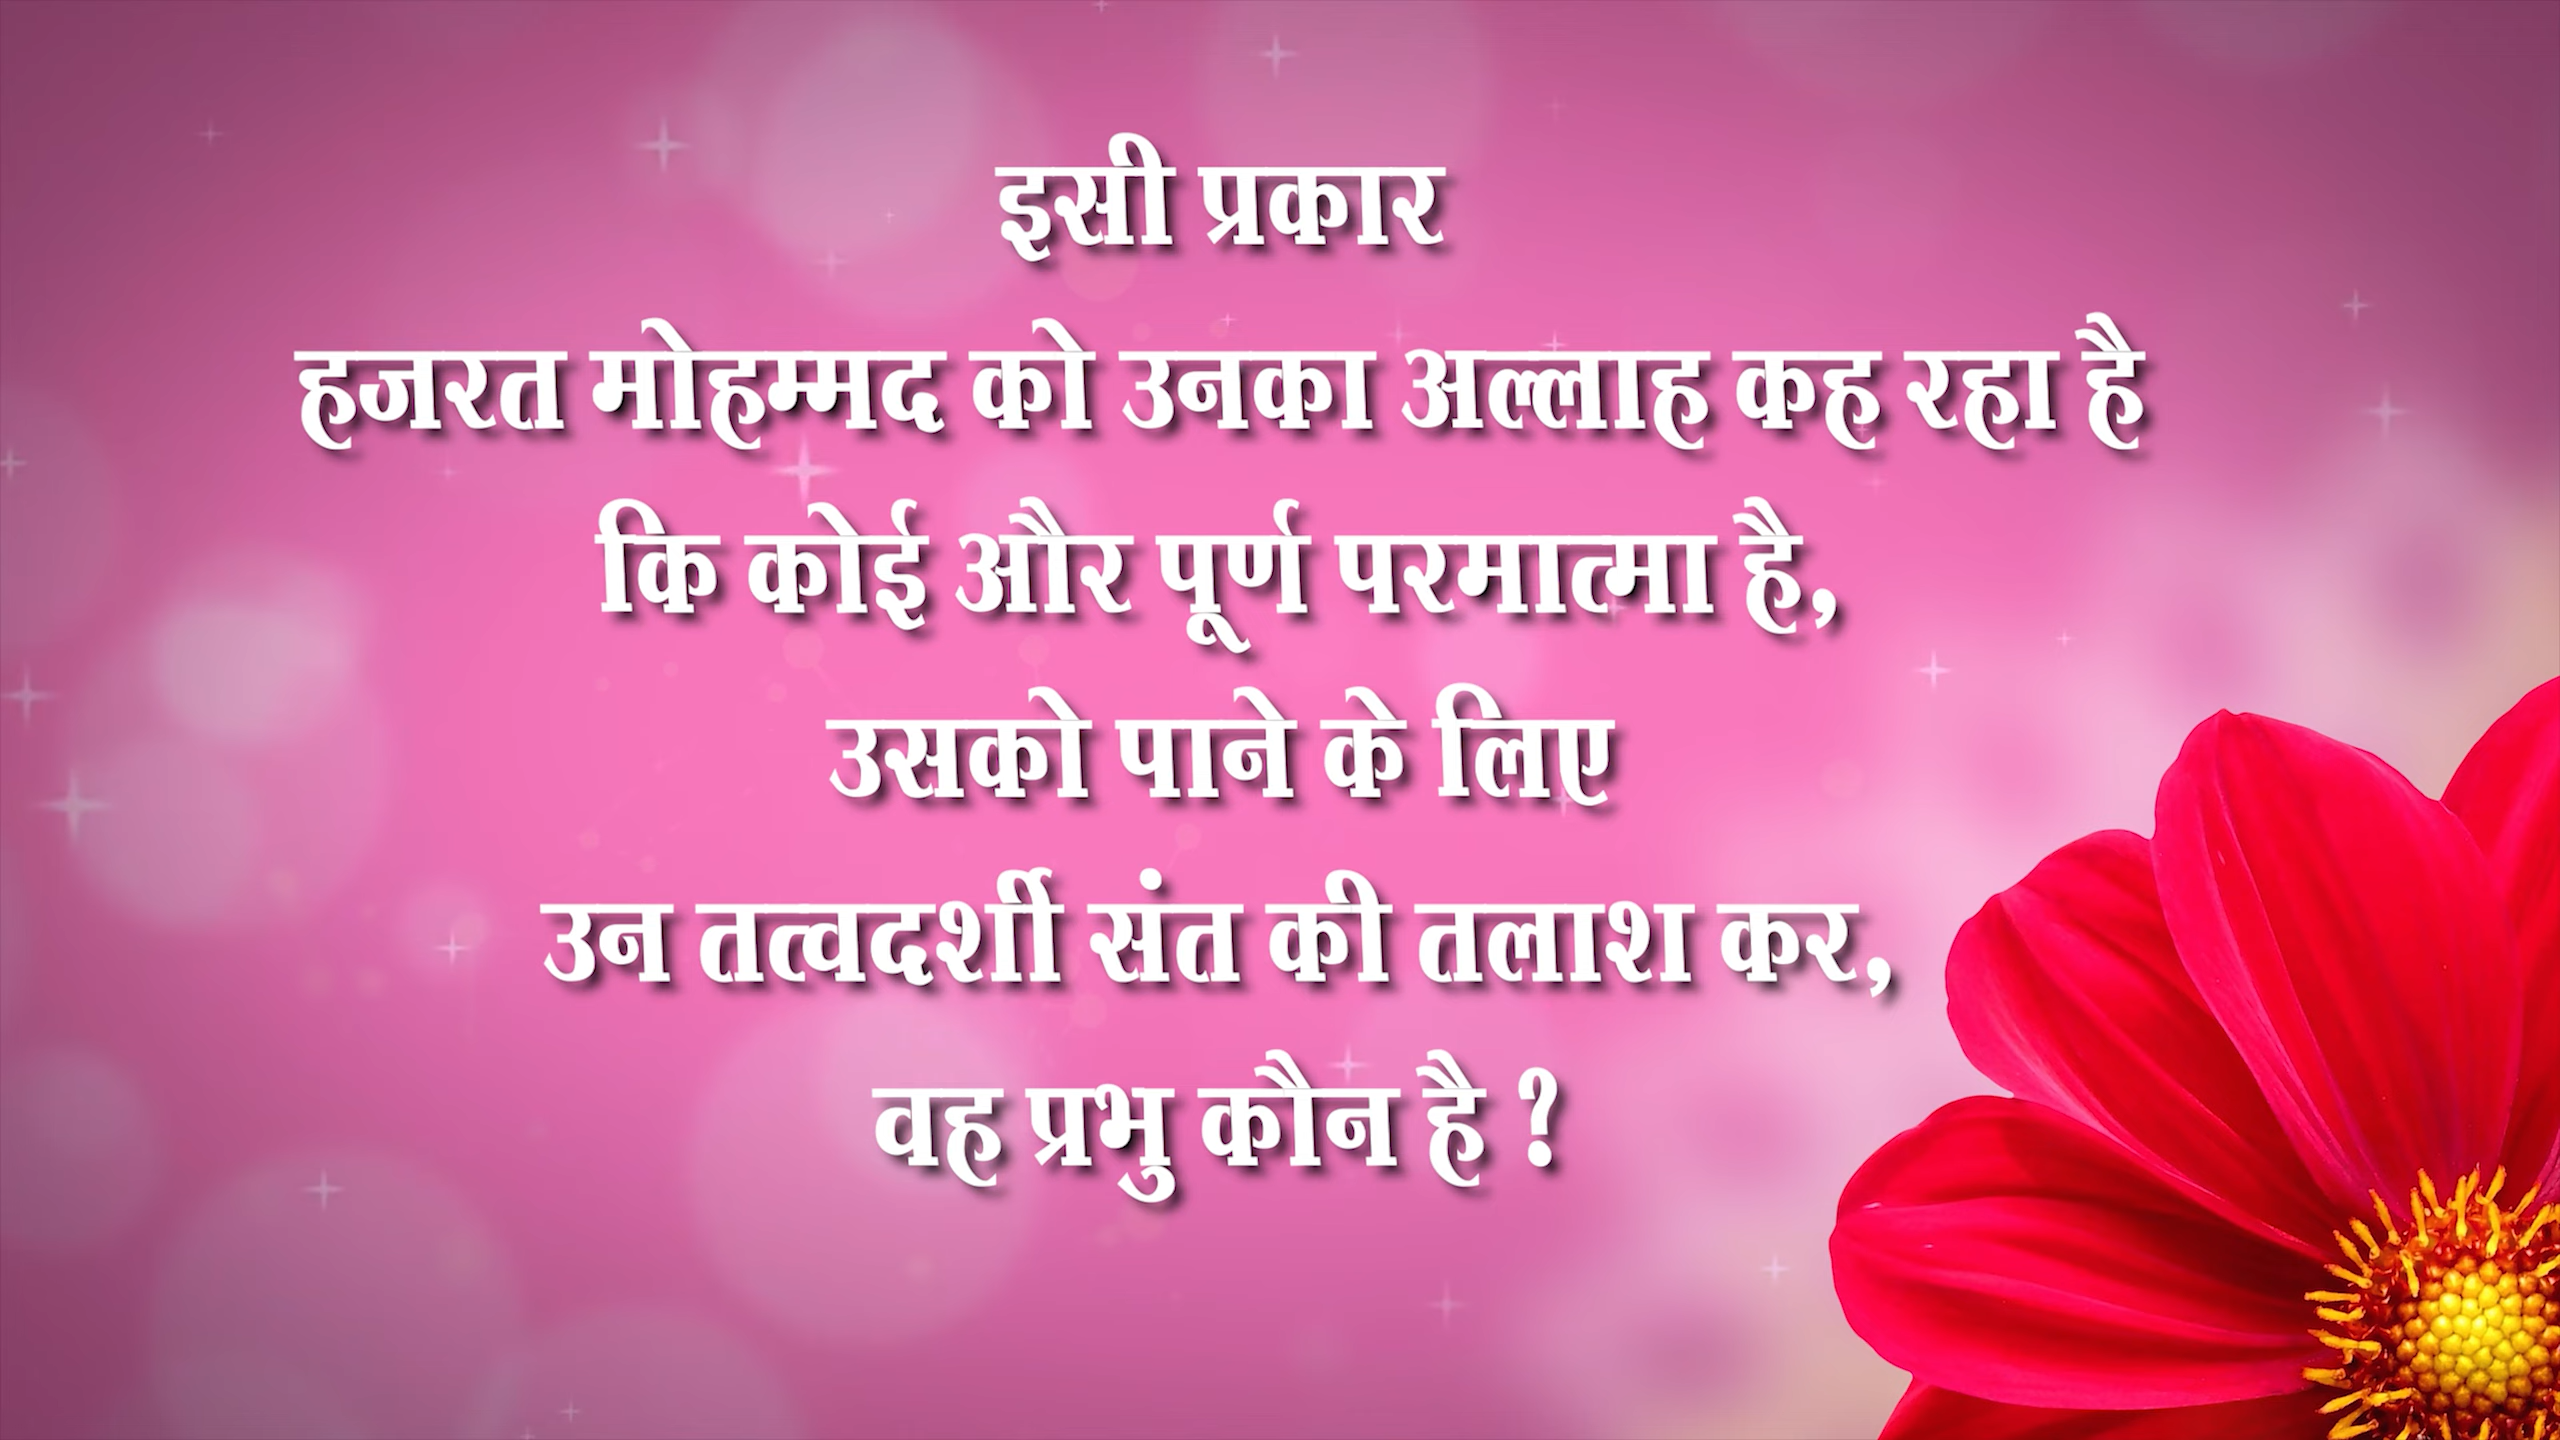 इसी प्रकार
हजरत मोहम्मद को उनका अल्लाह कह रहा है
कि कोई और पूर्ण परमात्मा है,
उसको पाने के लिए
उन तत्वदर्शी संत की तलाश कर,
वह प्रभु कौन है ?